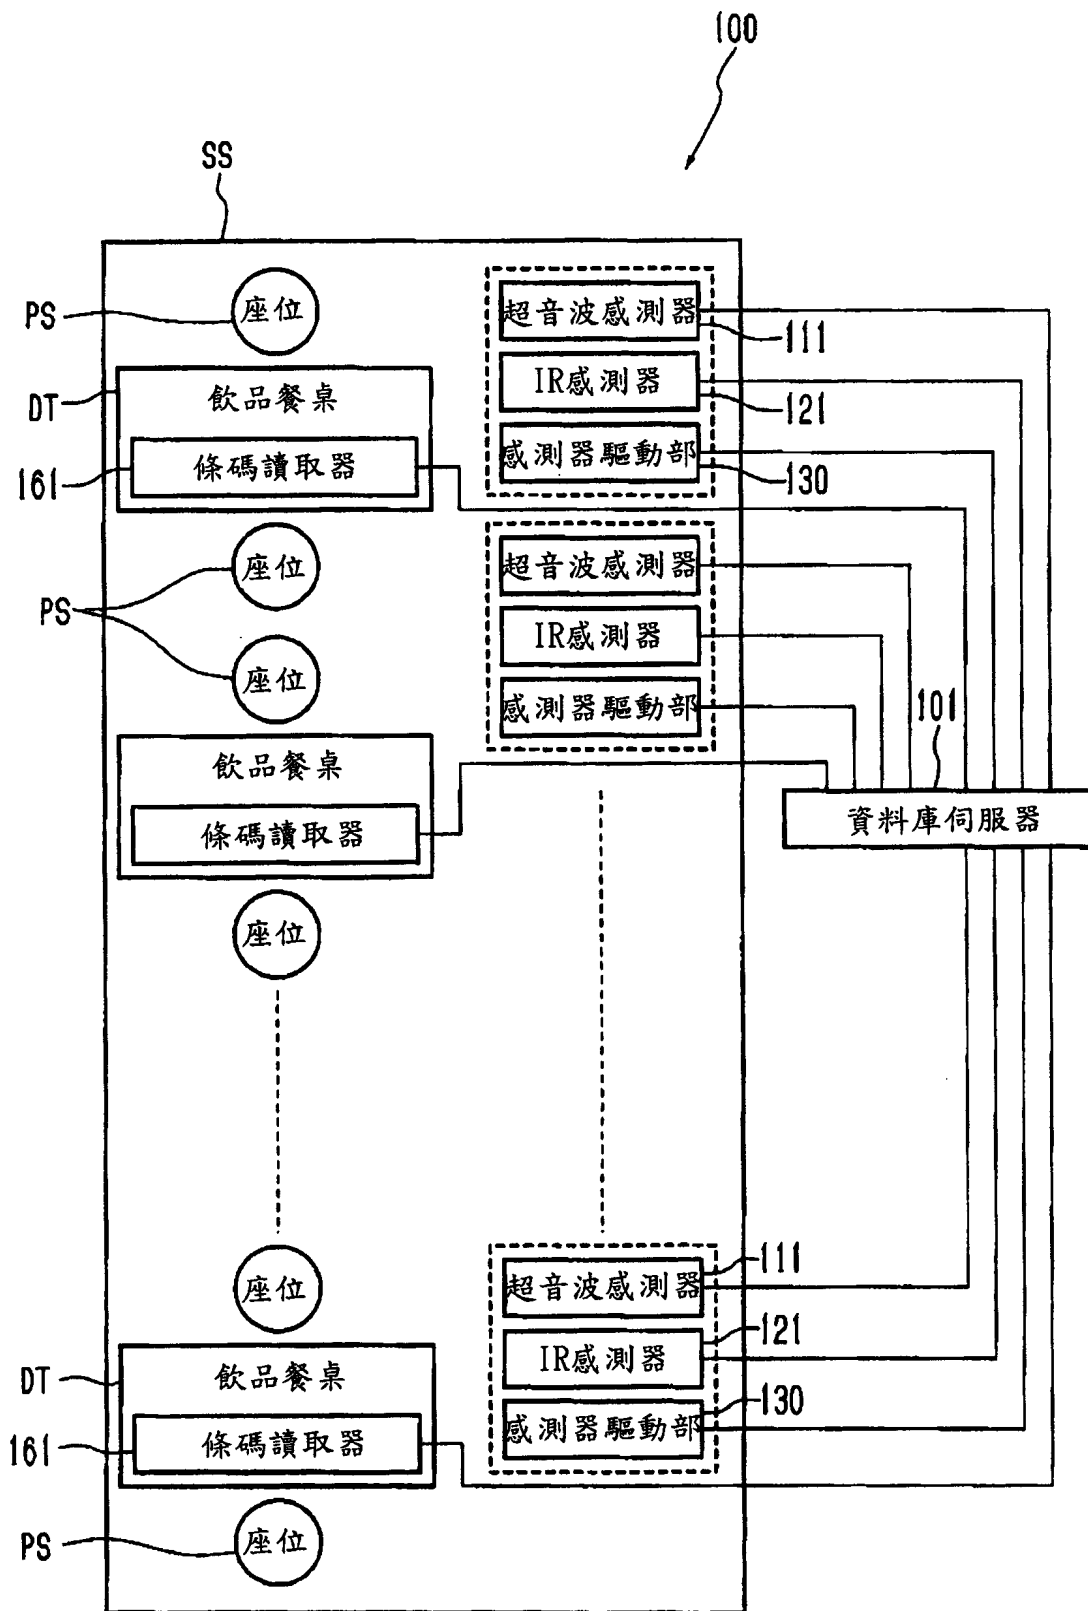 100
SS
PS
座位
超音波感測器
111
DT
飲品餐桌
IR感測器
121
161
條碼讀取器
感測器驅動部
130
座位
超音波感測器
PS
IR感測器
座位
感測器驅動部
101
飲品餐桌
條碼讀取器
資料庫伺服器
座位
座位
超音波感測器
111
DT
飲品餐桌
IR感測器
121
161
條碼讀取器
感測器驅動部
130
PS
座位